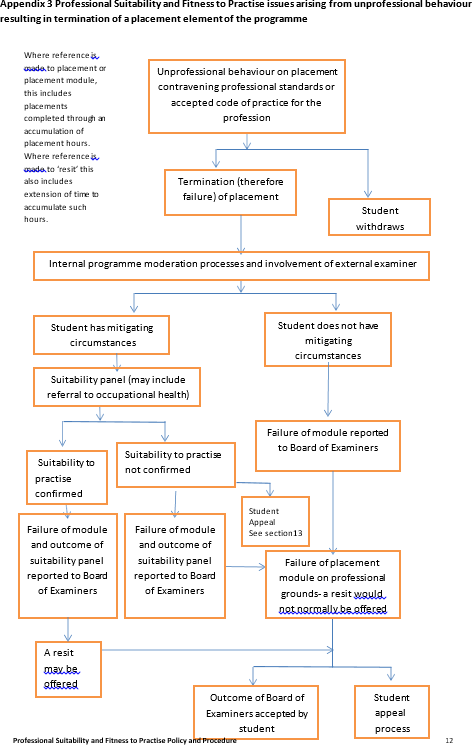 Appendix 3 Professional Suitability and Fitness to Practise issues arising from unprofessional behaviour
resulting in termination of a placement element of the programme
Where reference is
made to placement or
placement module,
this includes
placements
completed through an
accumulation of
placement hours.
Where reference is
made to ‘resit’ this
also includes
extension of time to
accumulate such
hours.
Unprofessional behaviour on placement
contravening professional standards or
accepted code of practice for the
profession
Termination (therefore
failure) of placement
Student
withdraws
Internal programme moderation processes and involvement of external examiner
Student has mitigating
circumstances
Student does not have
mitigating
circumstances
Suitability panel (may include
referral to occupational health)
Failure of module reported
to Board of Examiners
Suitability to
practise
confirmed
Suitability to practise
not confirmed
Student
Appeal
See section13
Failure of module
and outcome of
suitability panel
reported to Board
of Examiners
Failure of module
and outcome of
suitability panel
reported to Board
of Examiners
Failure of placement
module on professional
grounds- a resit would
not normally be offered
A resit
may be
offered
Outcome of Board of
Examiners accepted by
student
Student
appeal
process
Professional Suitability and Fitness to Practise Policy and Procedure
12